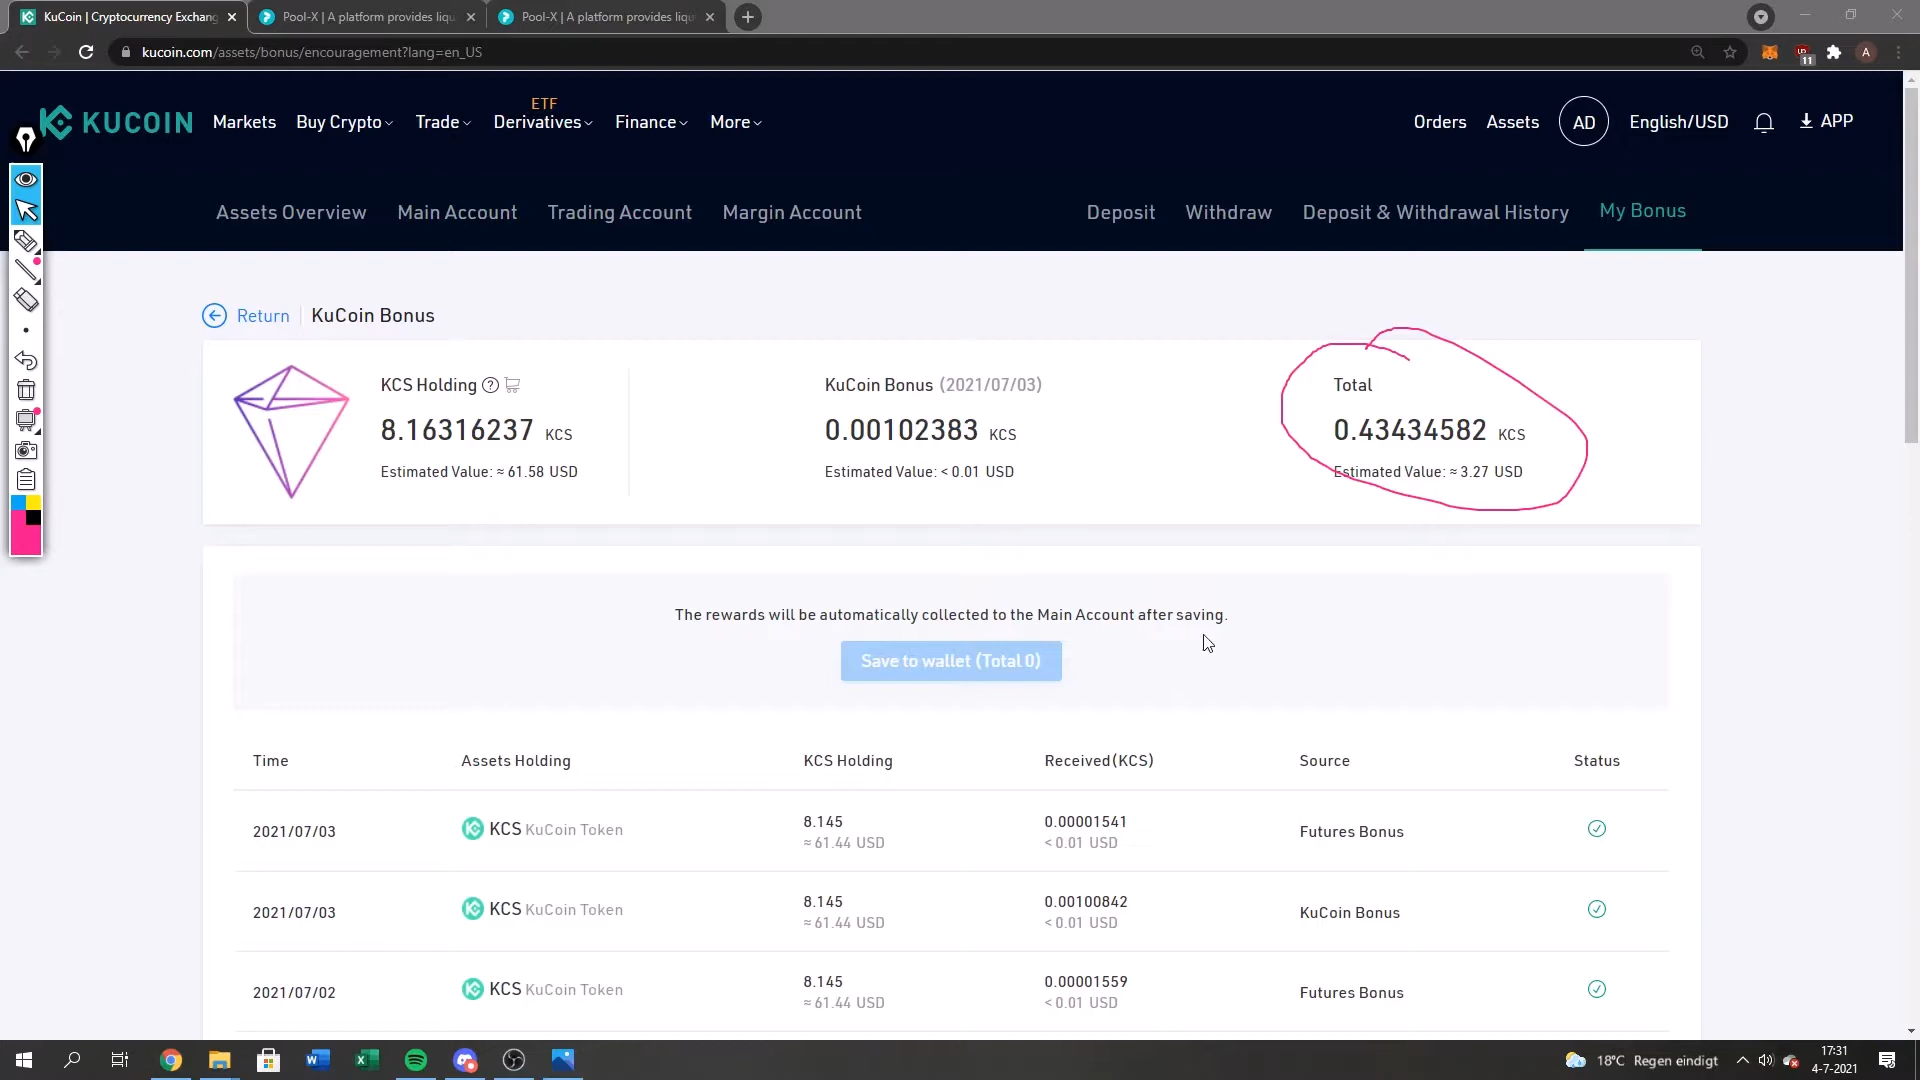 KuCoin | Cryptocurrency Exchang
Pool-X | A platform provides liqu
Pool-X | A platform provides liqu
kucoin.com/assets/bonus/encouragement?lang=en_US
11
A
KUCOIN
Markets
Buy Crypto
Trade
ETF
Derivatives
Finance
More
Orders
Assets
AD
English/USD
APP
Assets Overview
Main Account
Trading Account
Margin Account
Deposit
Withdraw
Deposit & Withdrawal History
My Bonus
Return
KuCoin Bonus
KCS Holding ?
8.16316237 KCS
Estimated Value: ≈ 61.58 USD
KuCoin Bonus (2021/07/03)
0.00102383 KCS
Estimated Value: < 0.01 USD
Total
0.43434582 KCS
Estimated Value: ≈ 3.27 USD
The rewards will be automatically collected to the Main Account after saving.
Save to wallet (Total 0)
Time Assets Holding KCS Holding Received(KCS) Source Status
2021/07/03 KCS KuCoin Token 8.145 0.00001541 Futures Bonus
≈ 61.44 USD < 0.01 USD
2021/07/03 KCS KuCoin Token 8.145 0.00100842 KuCoin Bonus
≈ 61.44 USD < 0.01 USD
2021/07/02 KCS KuCoin Token 8.145 0.00001559 Futures Bonus
≈ 61.44 USD < 0.01 USD
18°C Regen eindigt
17:31
4-7-2021